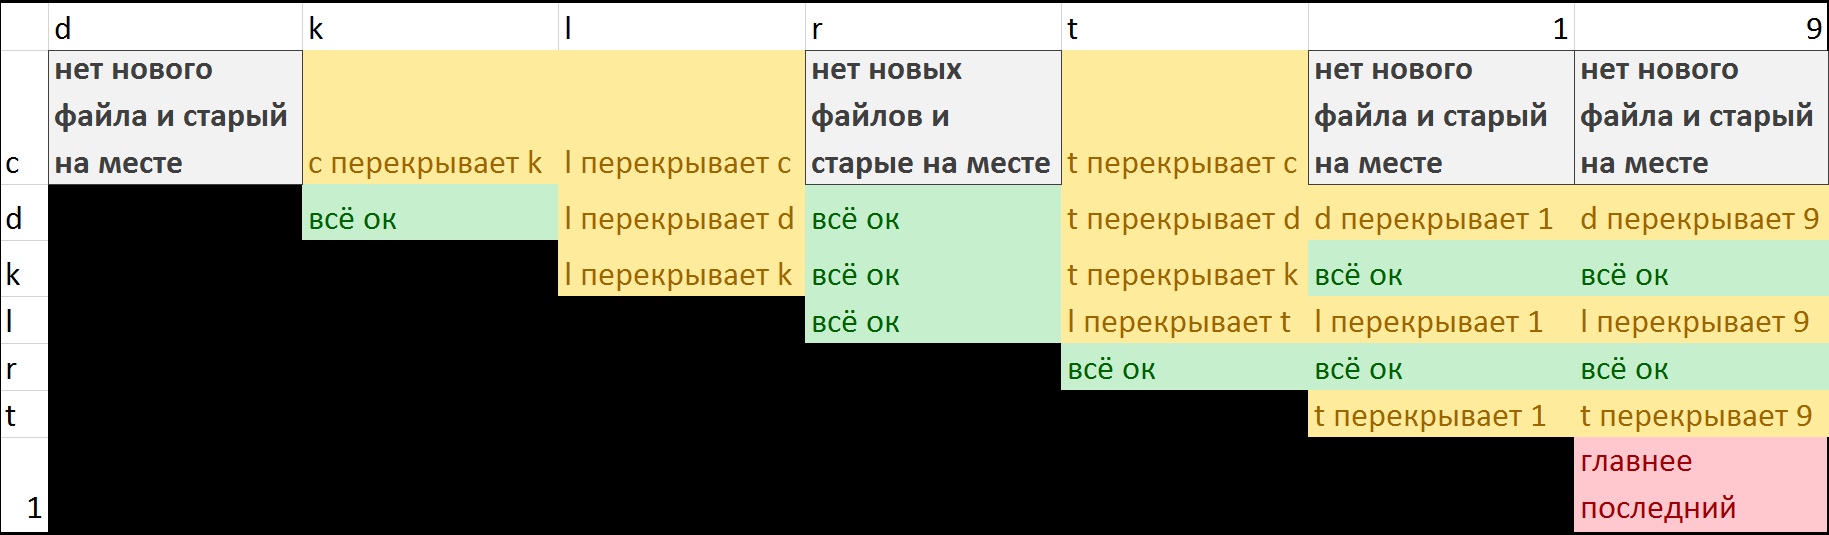 d k l r t 1 9
нет нового нет новых нет нового нет нового
файла и старый файлов и файла и старый файла и старый
c на месте c перекрывает k l перекрывает c старые на месте t перекрывает c на месте на месте
d всё ок l перекрывает d всё ок t перекрывает d d перекрывает 1 d перекрывает 9
k l перекрывает k всё ок t перекрывает k всё ок всё ок
l всё ок l перекрывает t l перекрывает 1 l перекрывает 9
r всё ок всё ок всё ок
t t перекрывает 1 t перекрывает 9
главнее
1 последний